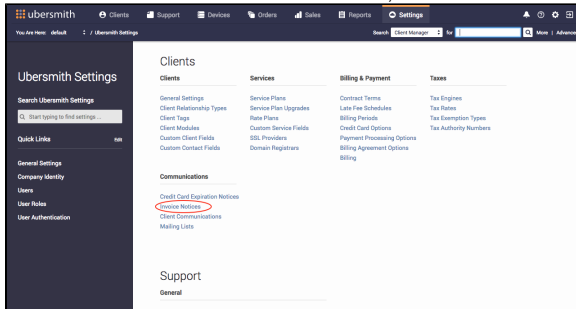 ubersmith Clients Support Devices Orders Sales Reports Settings
You Are Here: default / Ubersmith Settings Search Client Manager for More | Advance
Ubersmith Settings
Search Ubersmith Settings
Start typing to find settings ...
Quick Links edit
General Settings
Company Identity
Users
User Roles
User Authentication
Clients
Clients Services Billing & Payment Taxes
General Settings Service Plans Contract Terms Tax Engines
Client Relationship Types Service Plan Upgrades Late Fee Schedules Tax Rates
Client Tags Rate Plans Billing Periods Tax Exemption Types
Client Modules Custom Service Fields Credit Card Options Tax Authority Numbers
Custom Client Fields SSL Providers Payment Processing Options
Custom Contact Fields Domain Registrars Billing Agreement Options
Billing
Communications
Credit Card Expiration Notices
Invoice Notices
Client Communications
Mailing Lists
Support
General